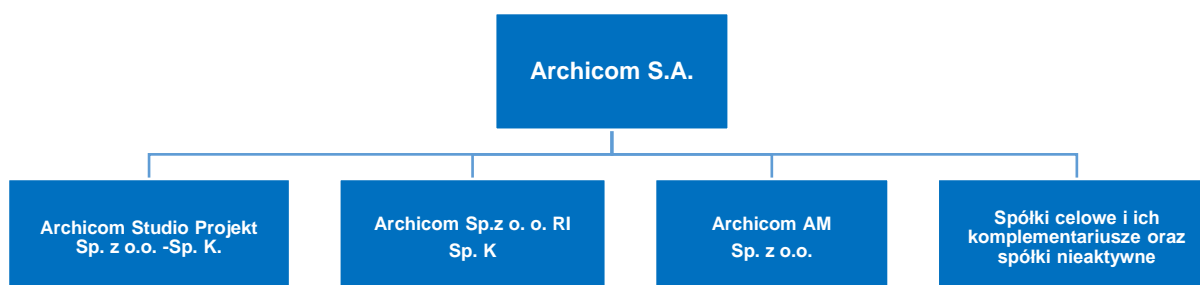 Archicom S.A.
Archicom Studio Projekt
Sp. z o.o. -Sp. K.
Archicom Sp.z o. o. RI
Sp. K
Archicom AM
Sp. z o.o.
Spółki celowe i ich
komplementariusze oraz
spółki nieaktywne